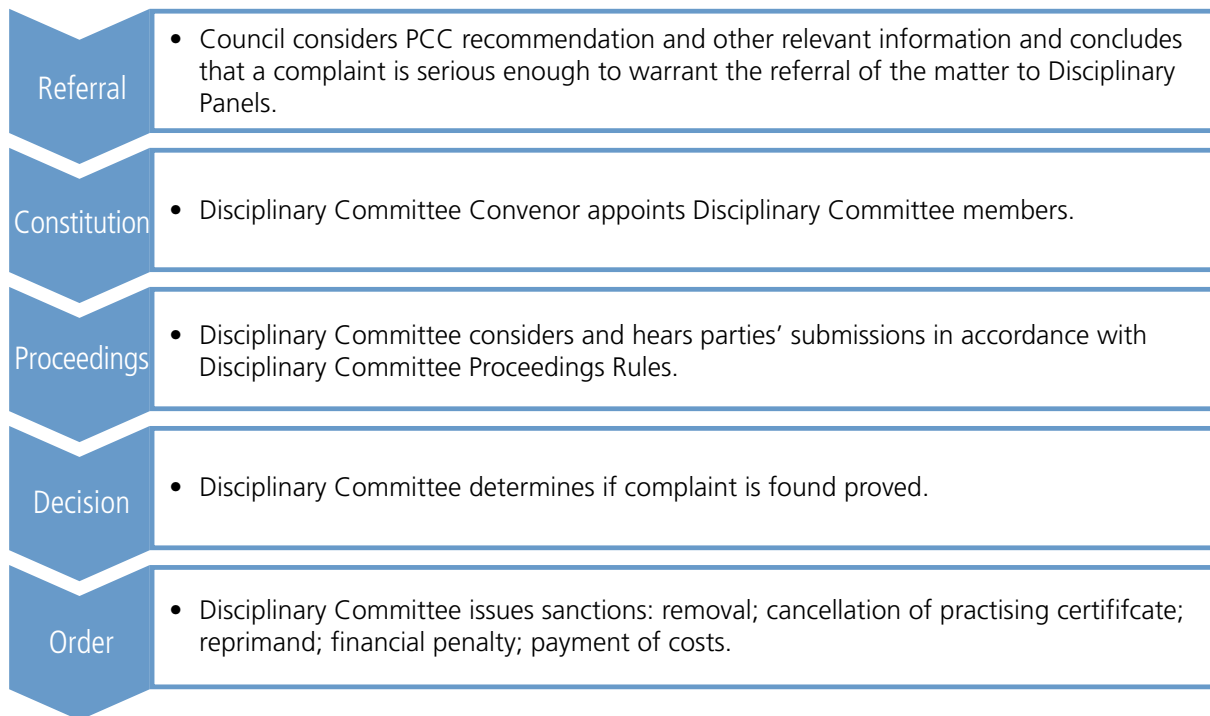 Referral
• Council considers PCC recommendation and other relevant information and concludes
that a complaint is serious enough to warrant the referral of the matter to Disciplinary
Panels.
Constitution
• Disciplinary Committee Convenor appoints Disciplinary Committee members.
Proceedings
• Disciplinary Committee considers and hears parties’ submissions in accordance with
Disciplinary Committee Proceedings Rules.
Decision
• Disciplinary Committee determines if complaint is found proved.
Order
• Disciplinary Committee issues sanctions: removal; cancellation of practising certififcate;
reprimand; financial penalty; payment of costs.